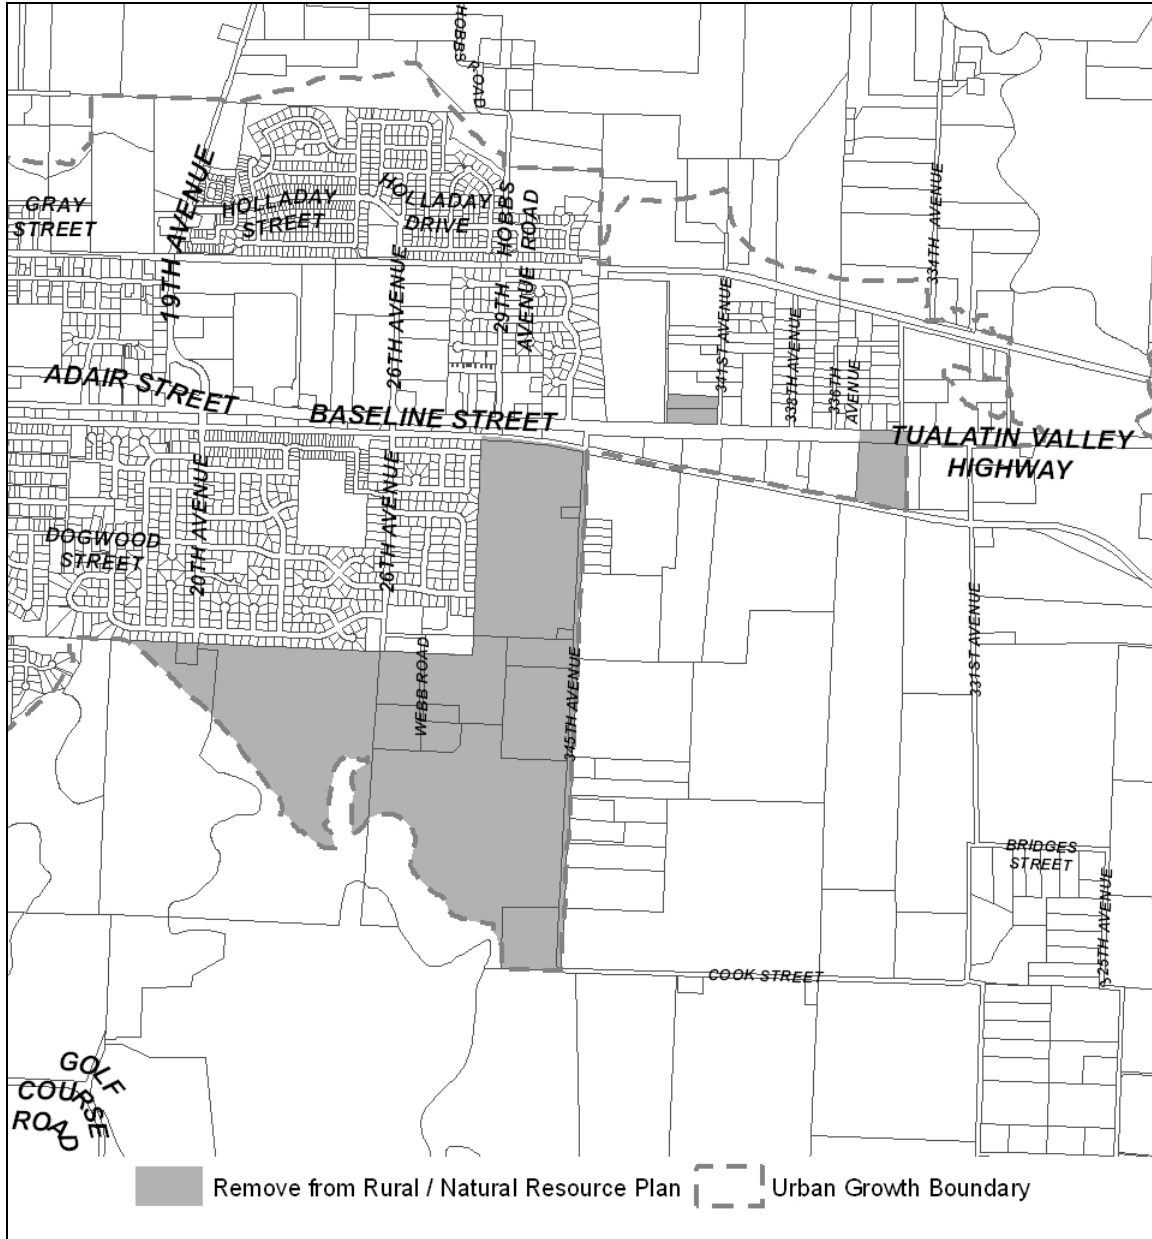 HOBBS
ROAD
GRAY
STREET
19TH AVENUE
HOLLADAY
STREET
HOLLADAY
DRIVE
29TH AVENUE
HOBBS ROAD
334TH AVENUE
26TH AVENUE
341ST AVENUE
338TH AVENUE
336TH
AVENUE
ADAIR STREET
BASELINE STREET
TUALATIN VALLEY
HIGHWAY
DOGWOOD
STREET
20TH AVENUE
26TH AVENUE
WEBB ROAD
345TH AVENUE
331ST AVENUE
BRIDGES
STREET
325TH AVENUE
COOK STREET
GOLF
COURSE
ROAD
Remove from Rural / Natural Resource Plan
Urban Growth Boundary